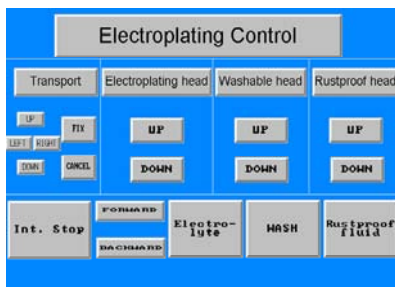 Electroplating Control
Transport Electroplating head Washable head Rustproof head
UP FIX UP UP UP
LEFT RIGHT
DOWN CANCEL DOWN DOWN DOWN
FORWARD
Int. Stop Electro- WASH Rustproof
lyte fluid
BACKWARD